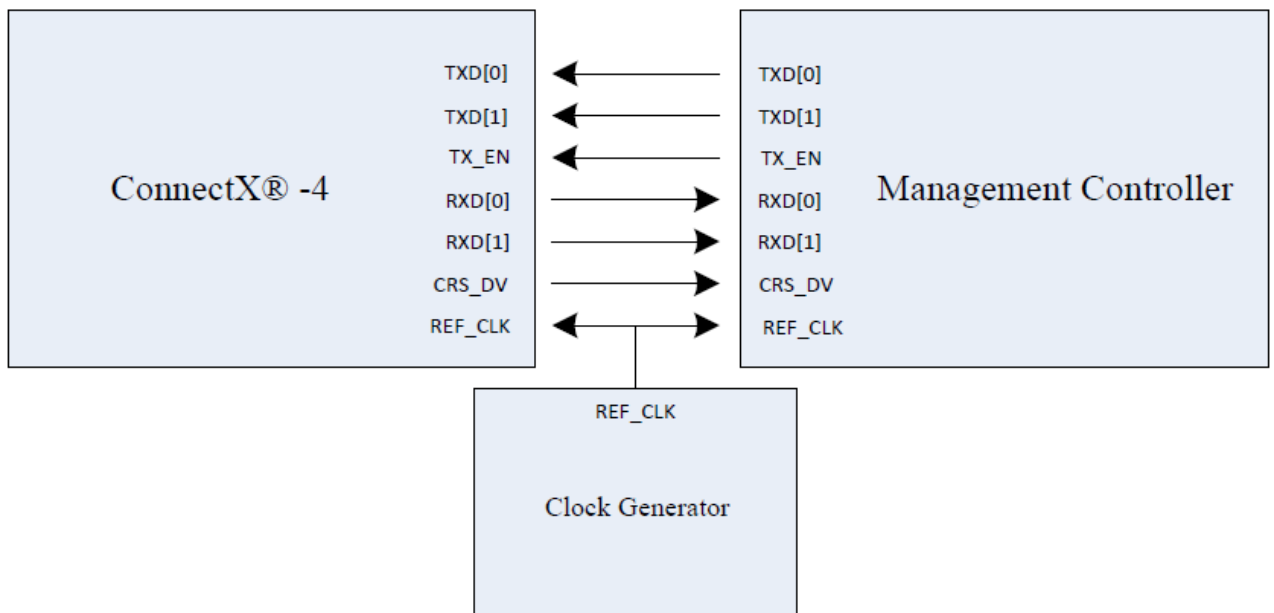 TXD[0]
TXD[1]
TX_EN
ConnectX® -4
RXD[0]
RXD[1]
CRS_DV
REF_CLK
TXD[0]
TXD[1]
TX_EN
Management Controller
RXD[0]
RXD[1]
CRS_DV
REF_CLK
REF_CLK
Clock Generator